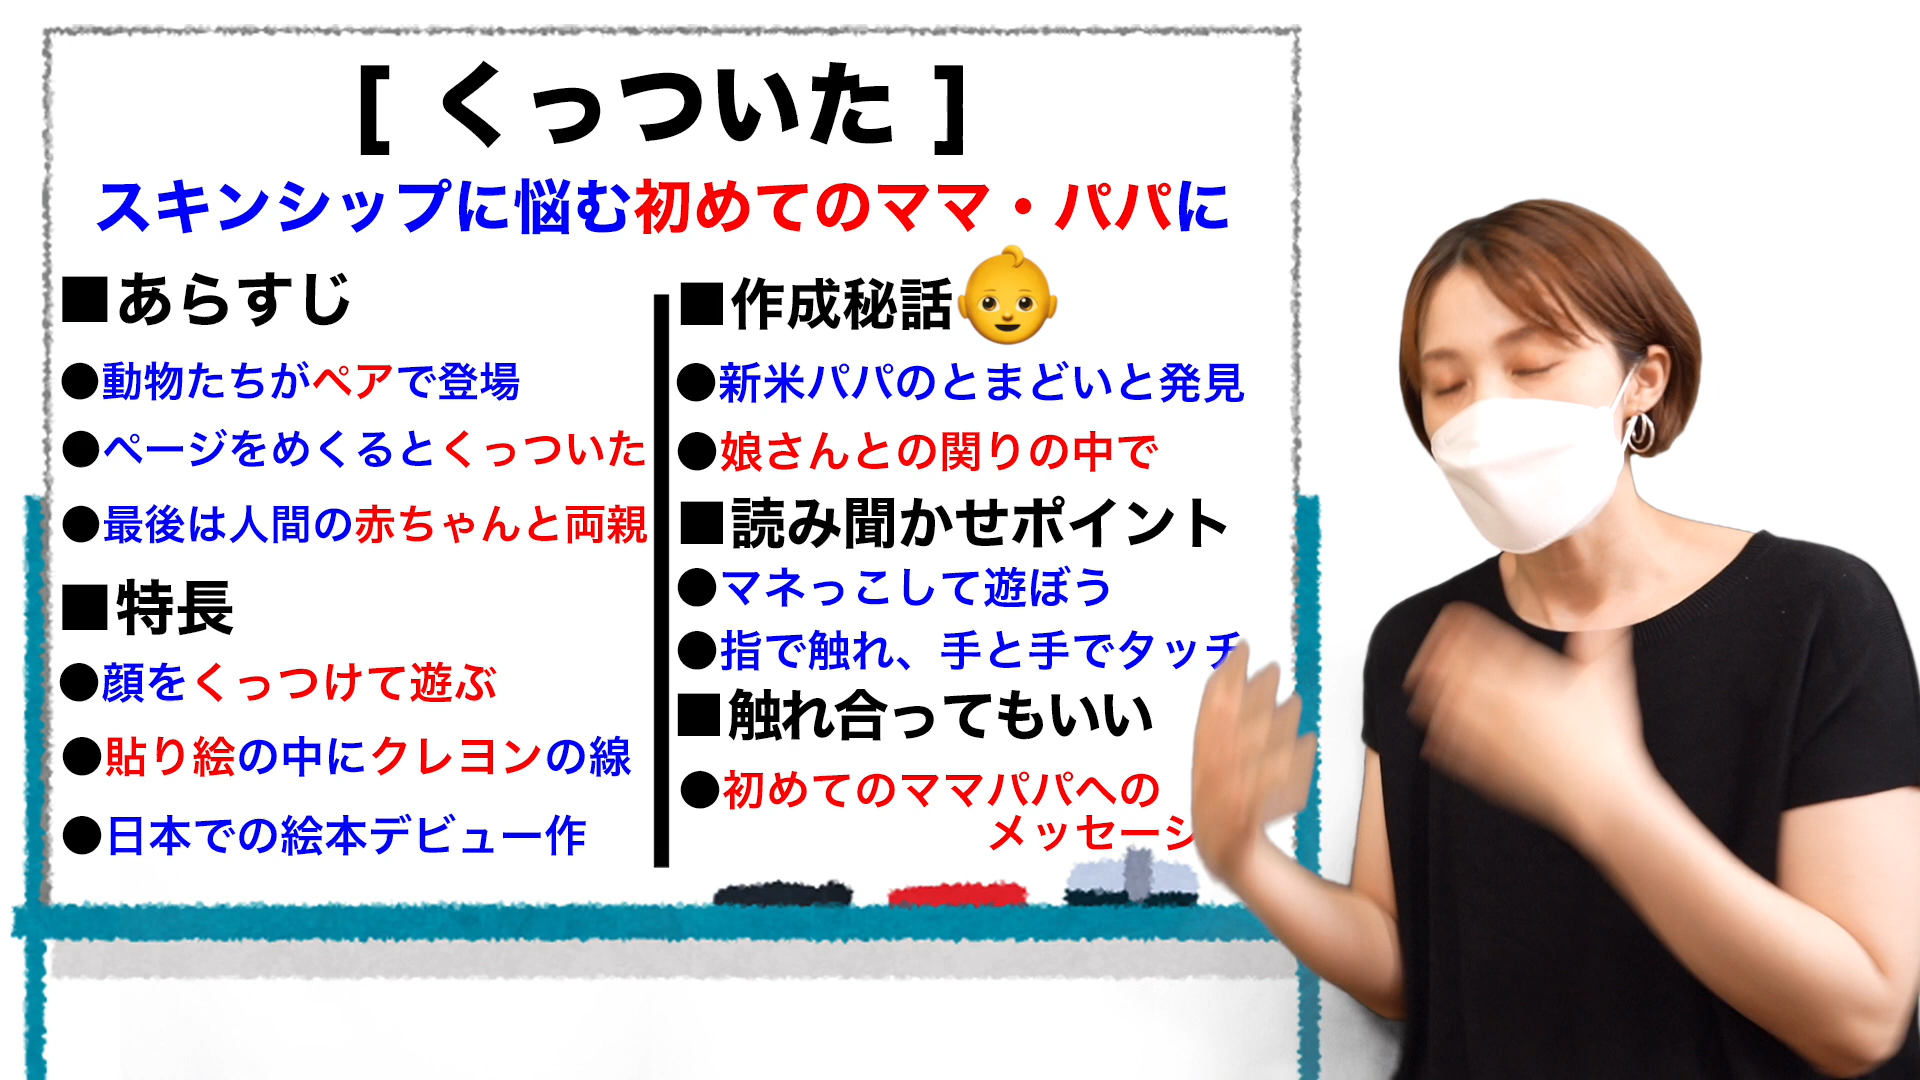 [ くっついた ]
スキンシップに悩む初めてのママ・パパに
■あらすじ
●動物たちがペアで登場
●ページをめくるとくっついた
●最後は人間の赤ちゃんと両親
■特長
●顔をくっつけて遊ぶ
●貼り絵の中にクレヨンの線
●日本での絵本デビュー作
■作成秘話
●新米パパのとまどいと発見
●娘さんとの関りの中で
■読み聞かせポイント
●マネっこして遊ぼう
●指で触れ、手と手でタッチ
■触れ合ってもいい
●初めてのママパパへの
メッセージ